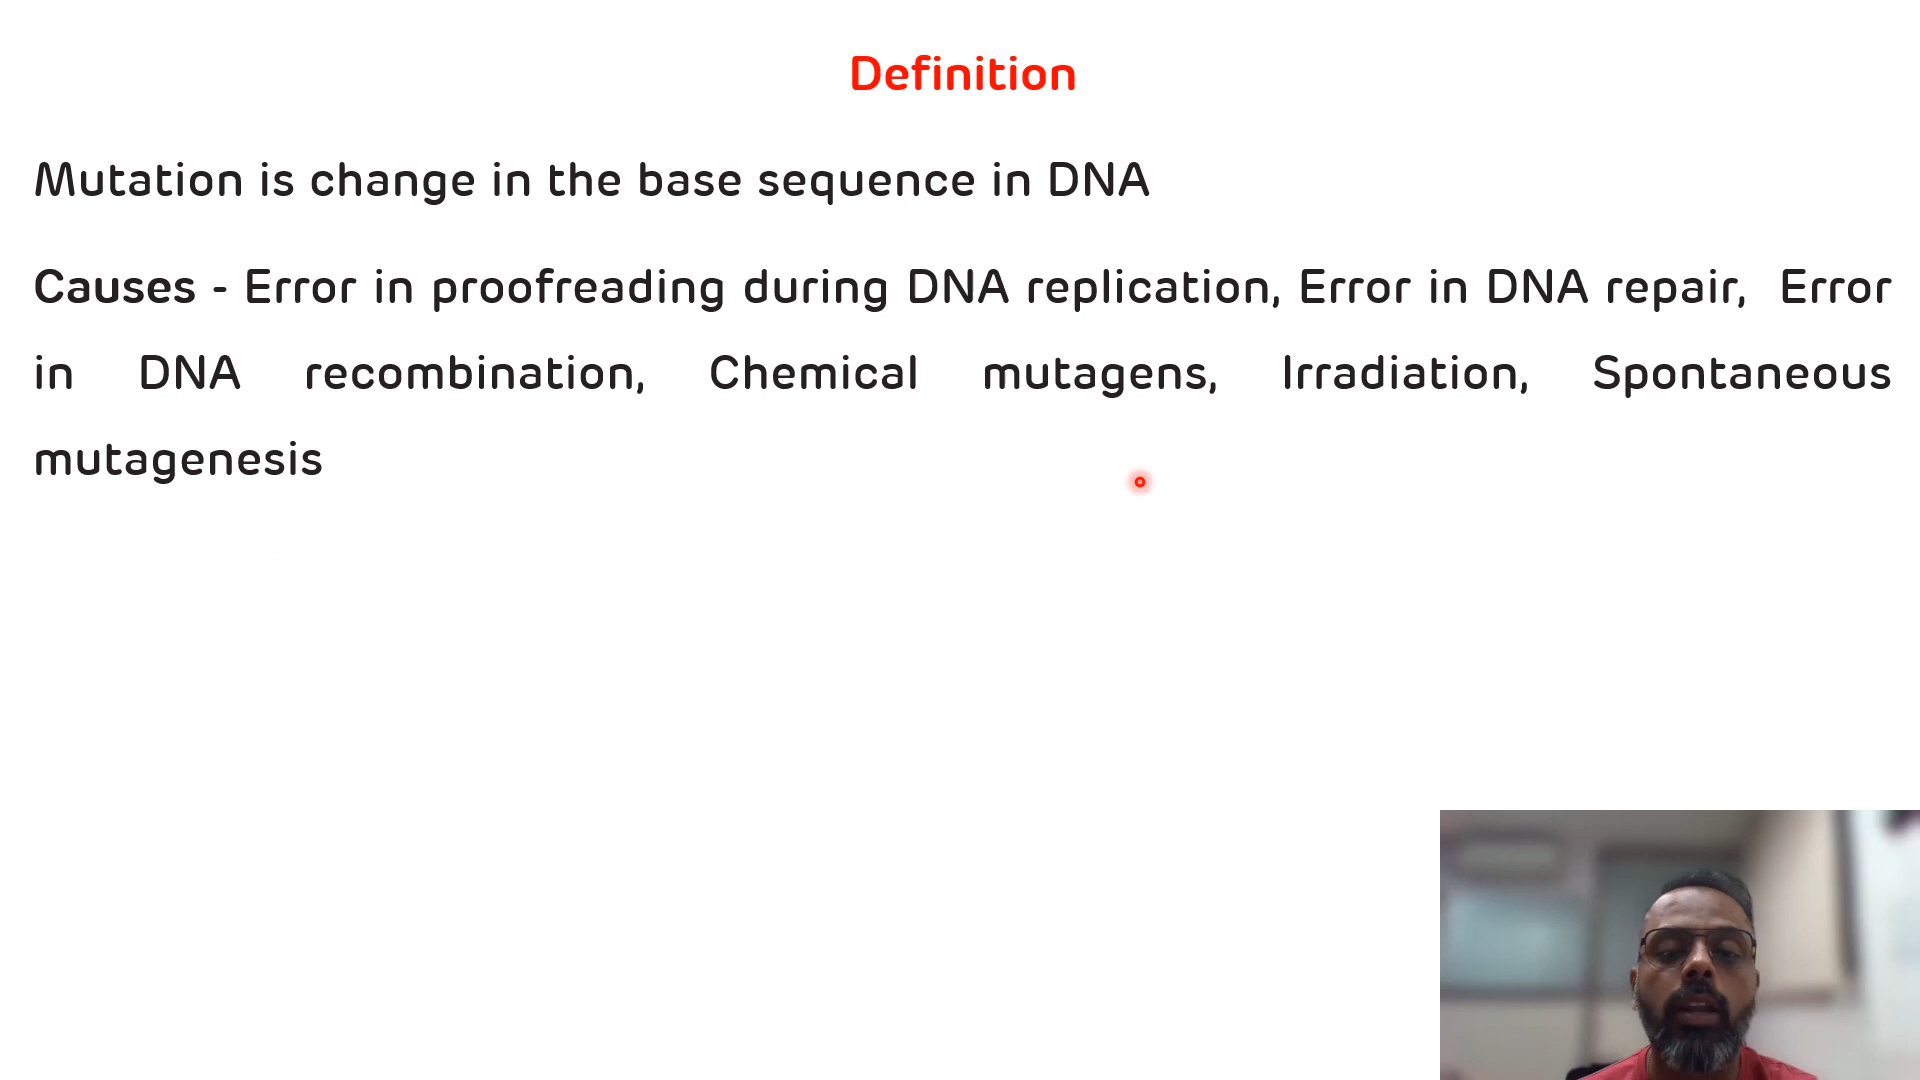 Definition
Mutation is change in the base sequence in DNA
Causes - Error in proofreading during DNA replication, Error in DNA repair, Error
in DNA recombination, Chemical mutagens, Irradiation, Spontaneous
mutagenesis